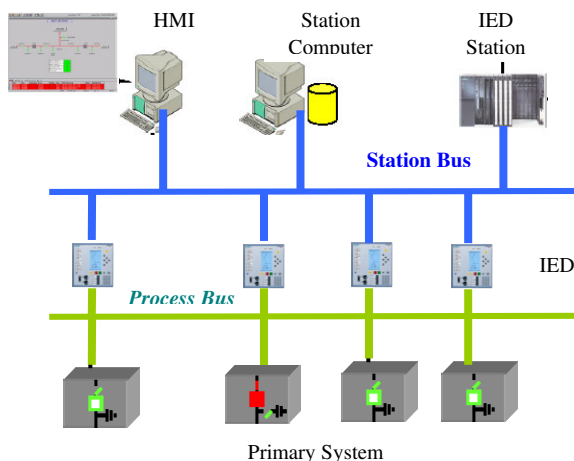 HMI
Station
Computer
IED
Station
Station Bus
IED
Process Bus
Primary System